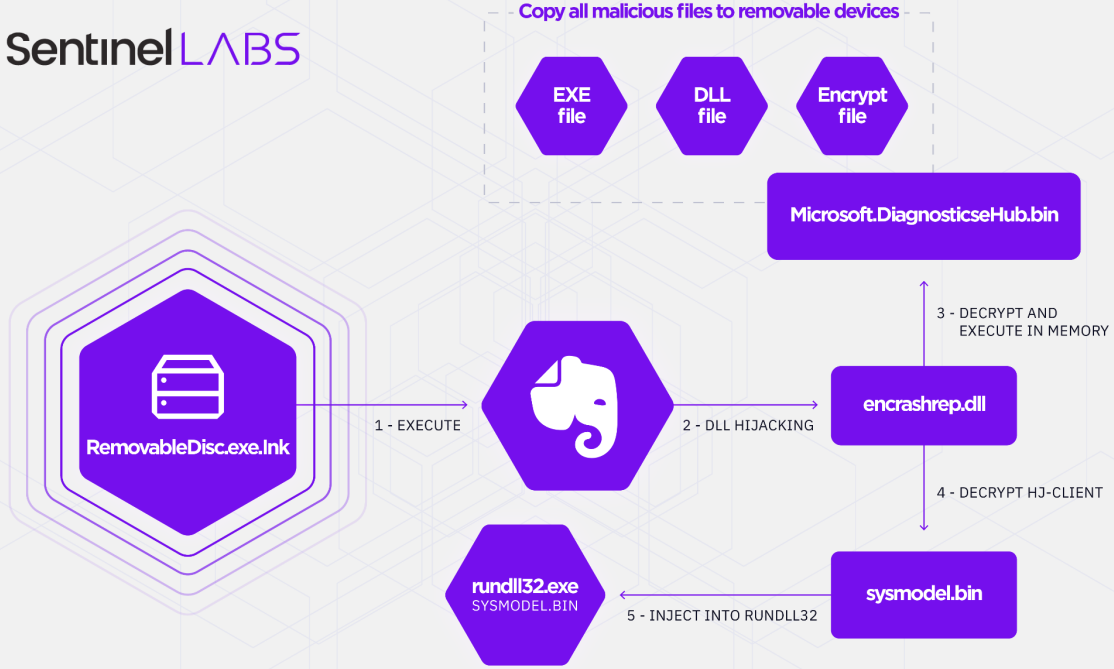 Copy all malicious files to removable devices
SentinelLABS
EXE
file
DLL
file
Encrypt
file
Microsoft.DiagnosticseHub.bin
3 - DECRYPT AND
EXECUTE IN MEMORY
RemovableDisc.exe.lnk
1 - EXECUTE
2 - DLL HIJACKING
encrashrep.dll
4 - DECRYPT HJ-CLIENT
rundll32.exe
SYSMODEL.BIN
5 - INJECT INTO RUNDLL32
sysmodel.bin